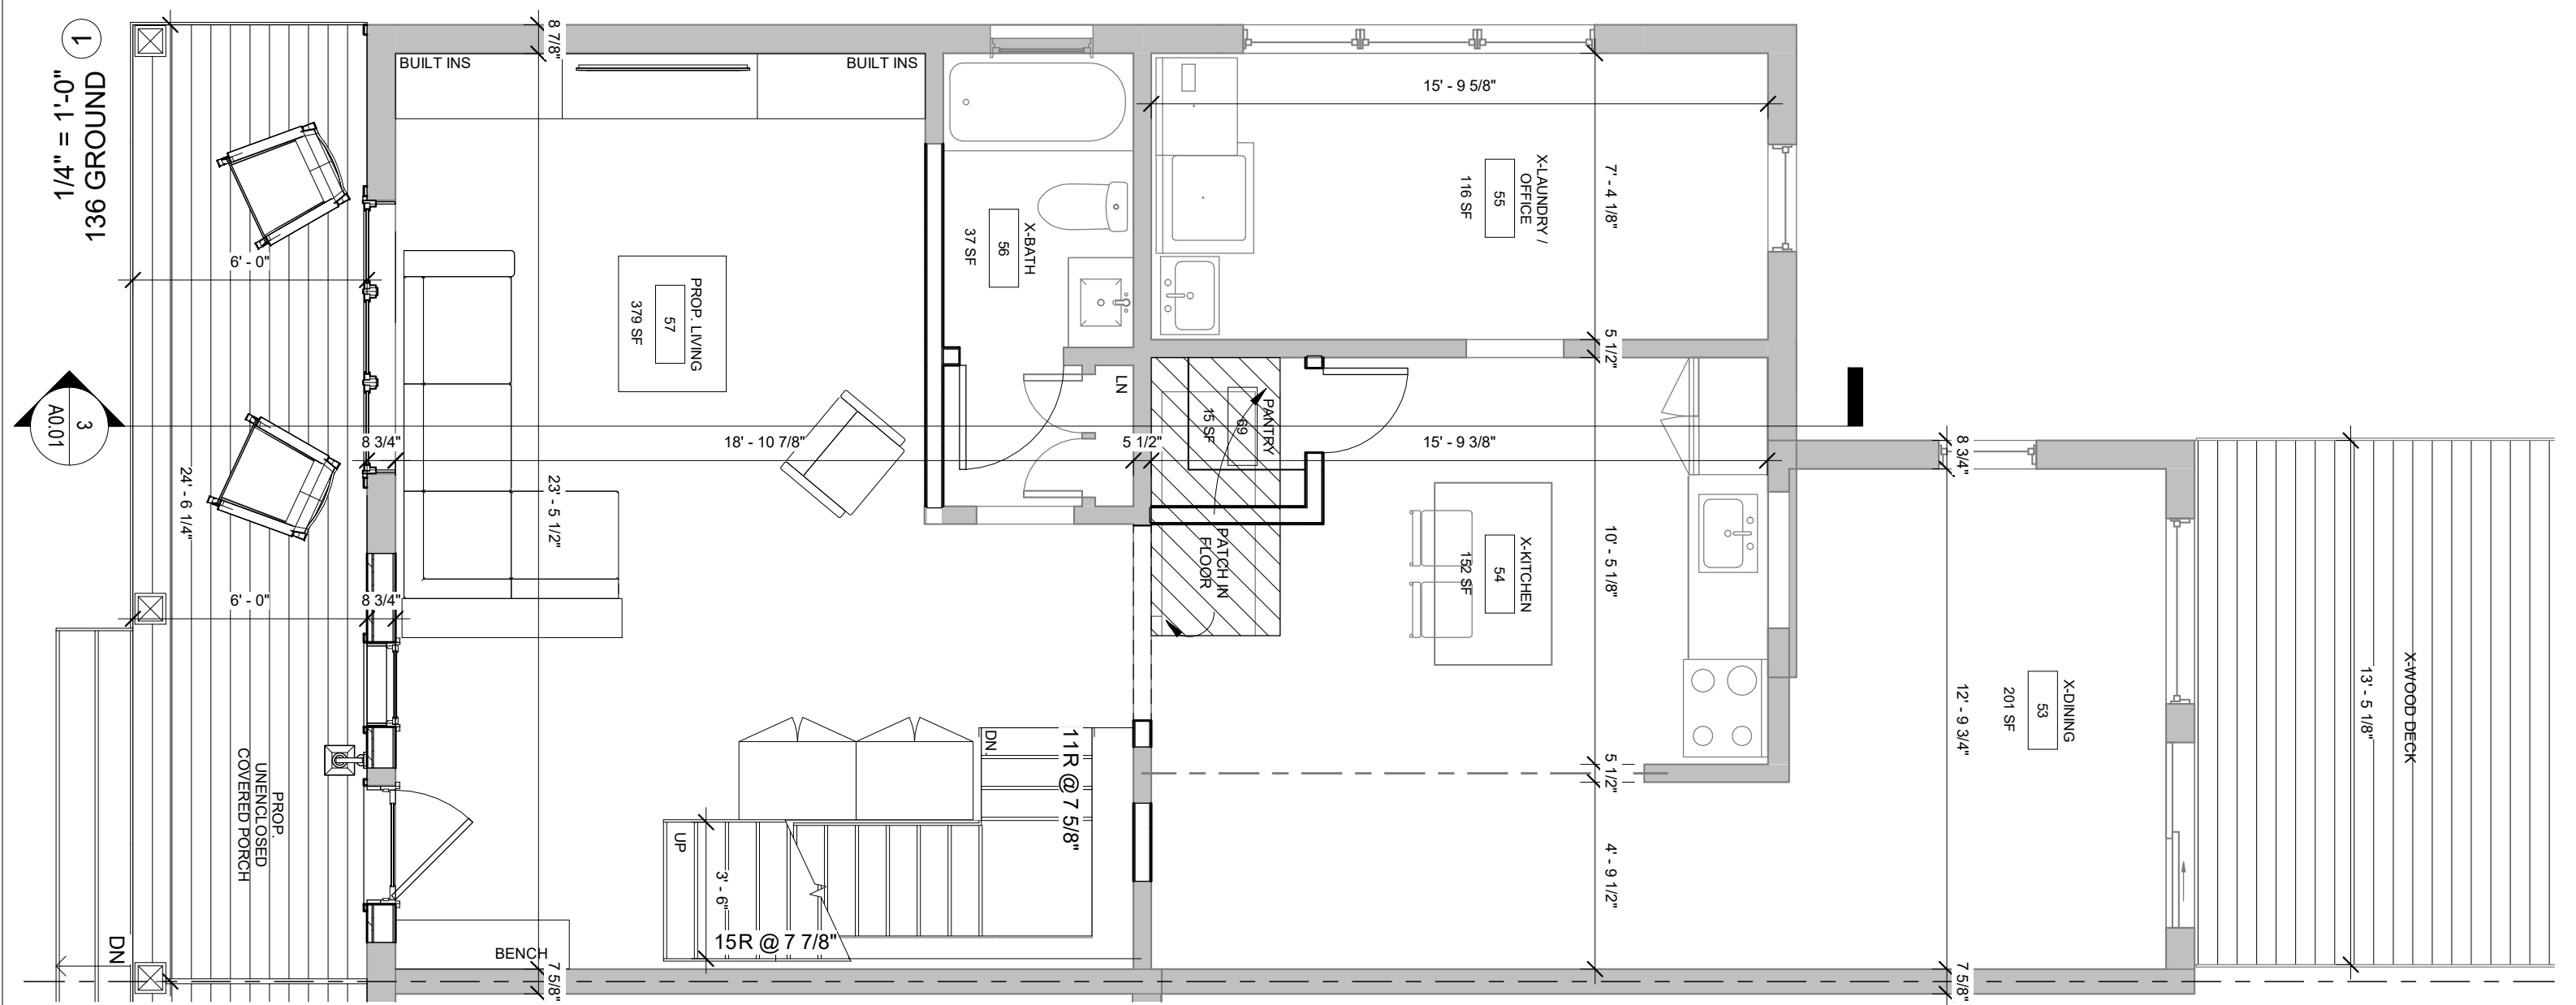 1
136 GROUND
1/4" = 1'-0"
3
A0.01
8 7/8"
BUILT INS
BUILT INS
15' - 9 5/8"
X-LAUNDRY /
OFFICE
55
116 SF
7' - 4 1/8"
X-BATH
56
37 SF
PROP. LIVING
57
379 SF
6' - 0"
5 1/2"
LN
PANTRY
69
15 SF
8 3/4"
18' - 10 7/8"
5 1/2"
15' - 9 3/8"
8 3/4"
24' - 6 1/4"
23' - 5 1/2"
PATCH IN
FLOOR
X-KITCHEN
54
152 SF
10' - 5 1/8"
6' - 0"
8 3/4"
X-DINING
53
201 SF
12' - 9 3/4"
13' - 5 1/8"
X-WOOD DECK
PROP.
UNENCLOSED
COVERED PORCH
DN
11R @ 7 5/8"
5 1/2"
UP
3' - 6"
15R @ 7 7/8"
4' - 9 1/2"
DN
BENCH
7 5/8"
7 5/8"